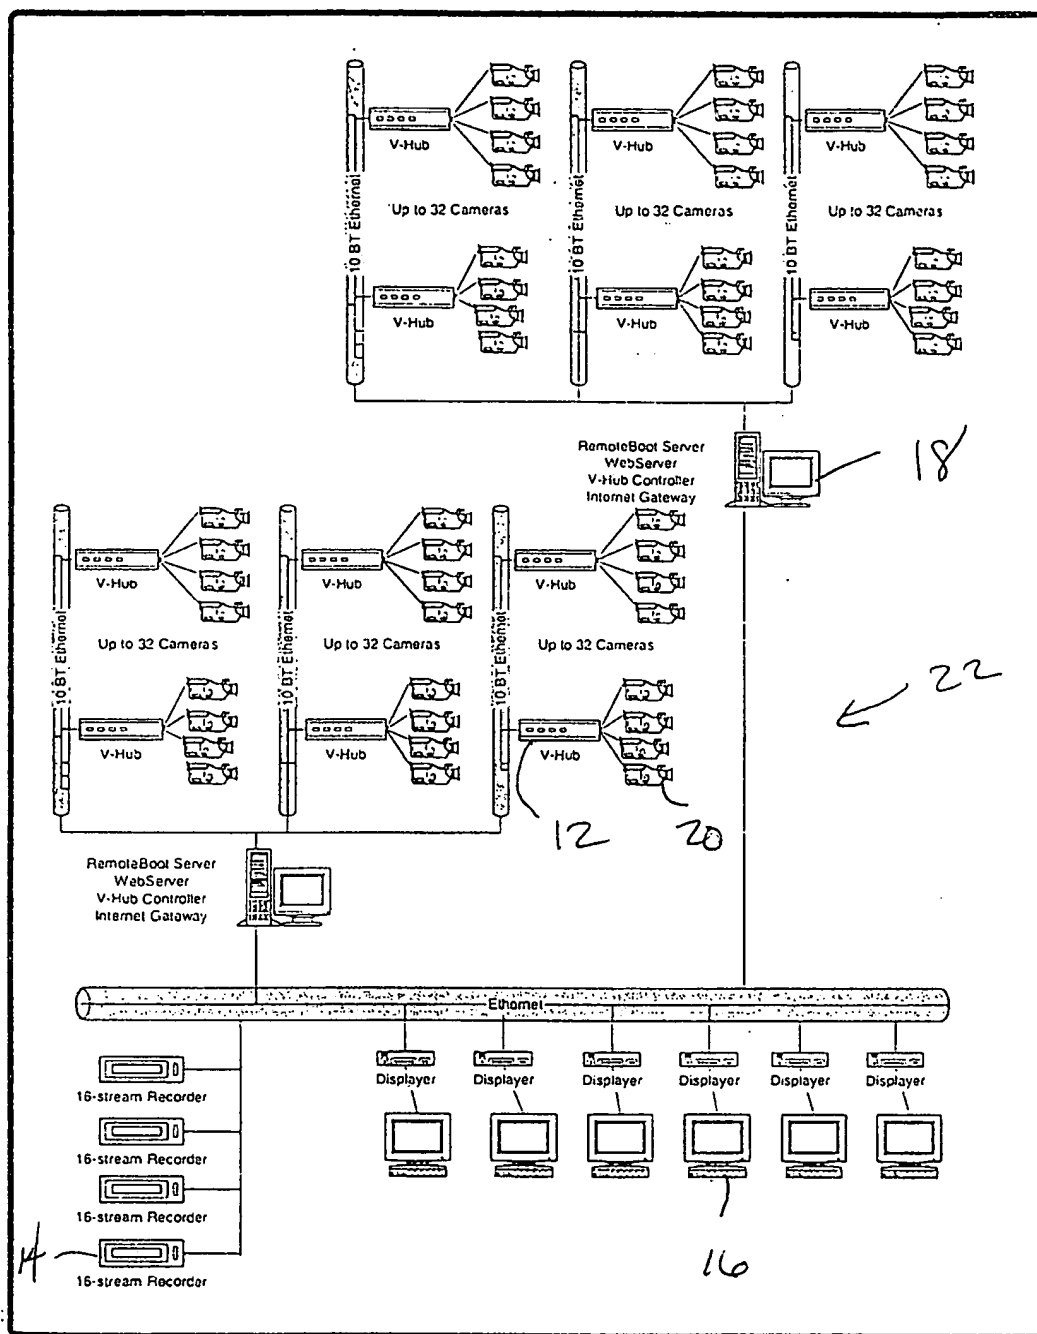 V-Hub V-Hub V-Hub
10 BT Ethernet 10 BT Ethernet 10 BT Ethernet
Up to 32 Cameras Up to 32 Cameras Up to 32 Cameras
V-Hub V-Hub V-Hub
RemoteBoot Server
WebServer
V-Hub Controller
Internet Gateway
18
V-Hub V-Hub V-Hub
10 BT Ethernet 10 BT Ethernet 10 BT Ethernet
Up to 32 Cameras Up to 32 Cameras Up to 32 Cameras
22
V-Hub V-Hub V-Hub
12 20
RemoteBoot Server
WebServer
V-Hub Controller
Internet Gateway
Ethernet
Displayer Displayer Displayer Displayer Displayer Displayer
16-stream Recorder
16-stream Recorder
16-stream Recorder
14
16
16-stream Recorder